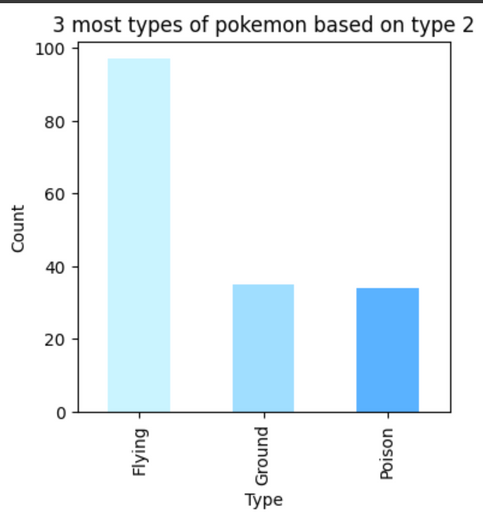 3 most types of pokemon based on type 2
100
80
60
40
20
0
Count
Flying
Ground
Poison
Type